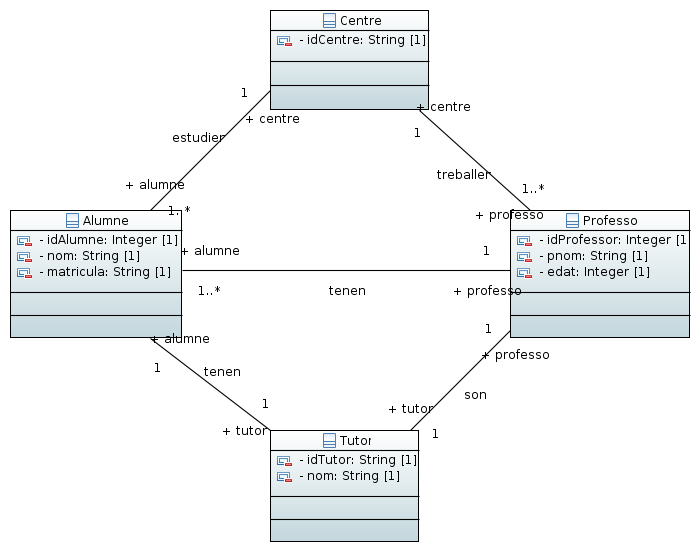 Centre
- idCentre: String [1]
1
+ centre
+ centre
1
estudier
treballer
+ alumne
1..*
1..*
+ professo
1
Alumne
- idAlumne: Integer [1]
- nom: String [1]
- matricula: String [1]
Professo
- idProfessor: Integer [1
- pnom: String [1]
- edat: Integer [1]
+ alumne
1
1..*
tenen
+ professo
+ alumne
1
1
+ professo
tenen
son
1
+ tutor
+ tutor
1
Tutor
- idTutor: String [1]
- nom: String [1]